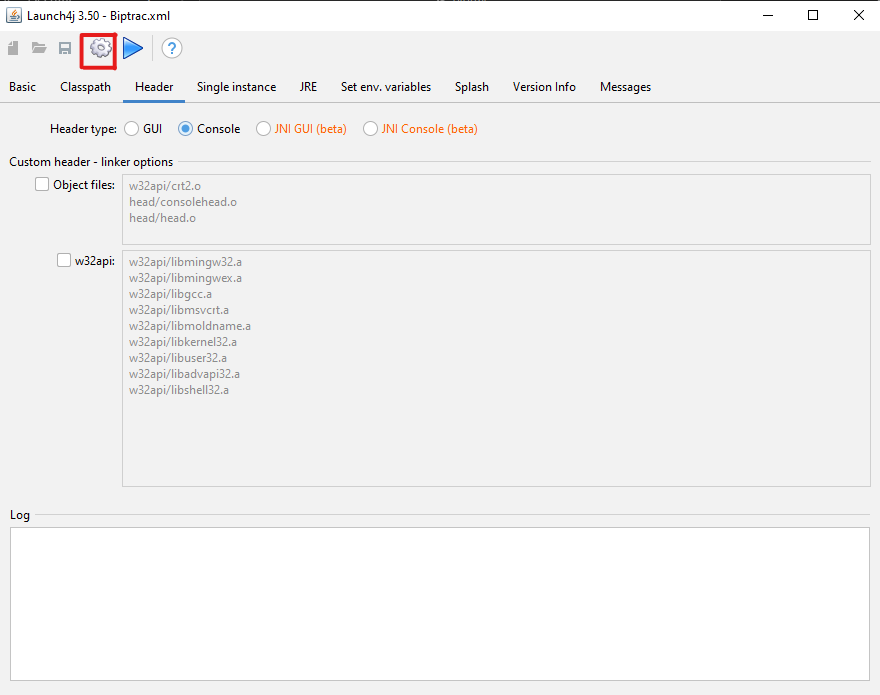 Launch4j 3.50 - Biptrac.xml
?
Basic Classpath Header Single instance JRE Set env. variables Splash Version Info Messages
Header type: GUI Console JNI GUI (beta) JNI Console (beta)
Custom header - linker options
Object files: w32api/crt2.o
head/consolehead.o
head/head.o
w32api: w32api/libmingw32.a
w32api/libmingwex.a
w32api/libgcc.a
w32api/libmsvcrt.a
w32api/libmoldname.a
w32api/libkernel32.a
w32api/libuser32.a
w32api/libadvapi32.a
w32api/libshell32.a
Log